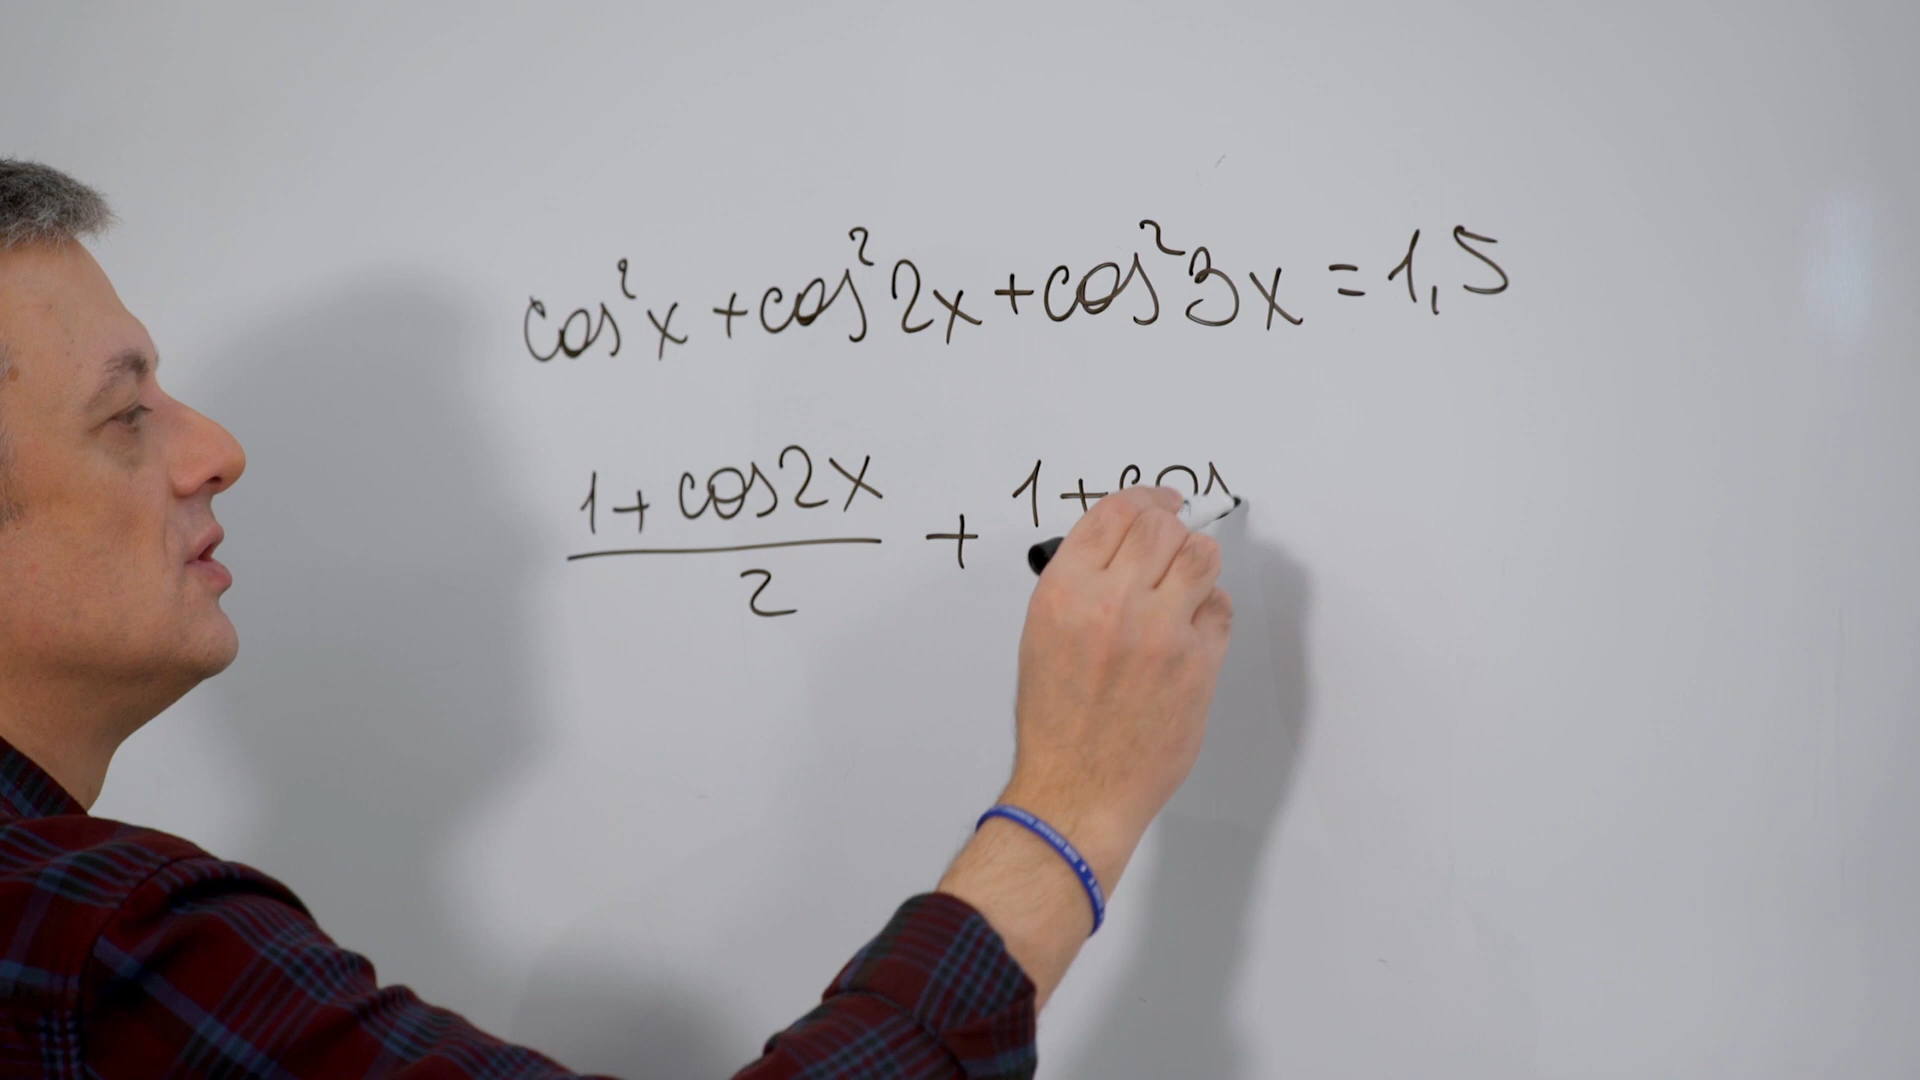 cos²x + cos²2x + cos²3x = 1,5
1 + cos2x + 1 + cos
2